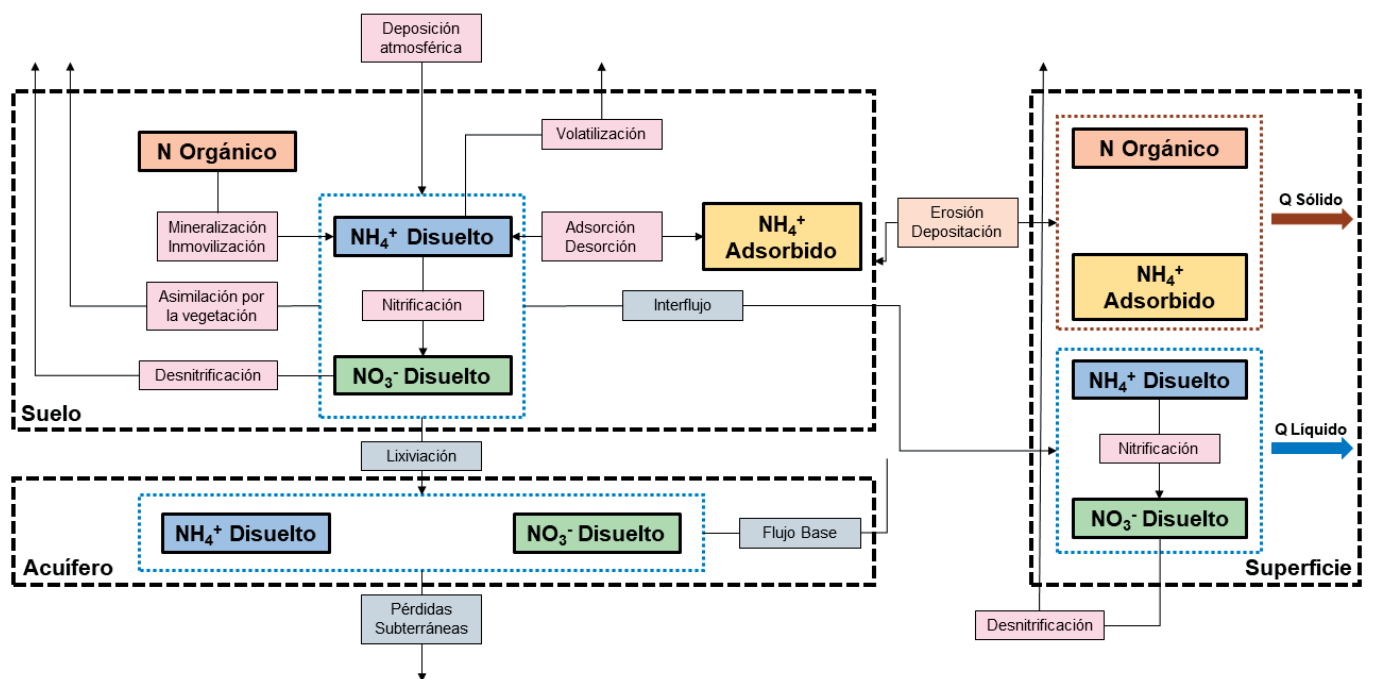 Deposición
atmosférica
Volatilización
N Orgánico
Mineralización
Inmovilización
NH₄⁺ Disuelto
Adsorción
Desorción
NH₄⁺
Adsorbido
Asimilación por
la vegetación
Nitrificación
Interflujo
Desnitrificación
NO₃⁻ Disuelto
Suelo
Lixiviación
NH₄⁺ Disuelto
NO₃⁻ Disuelto
Flujo Base
Acuífero
Pérdidas
Subterráneas
Erosión
Depositación
N Orgánico
Q Sólido
NH₄⁺
Adsorbido
NH₄⁺ Disuelto
Q Líquido
Nitrificación
NO₃⁻ Disuelto
Superficie
Desnitrificación